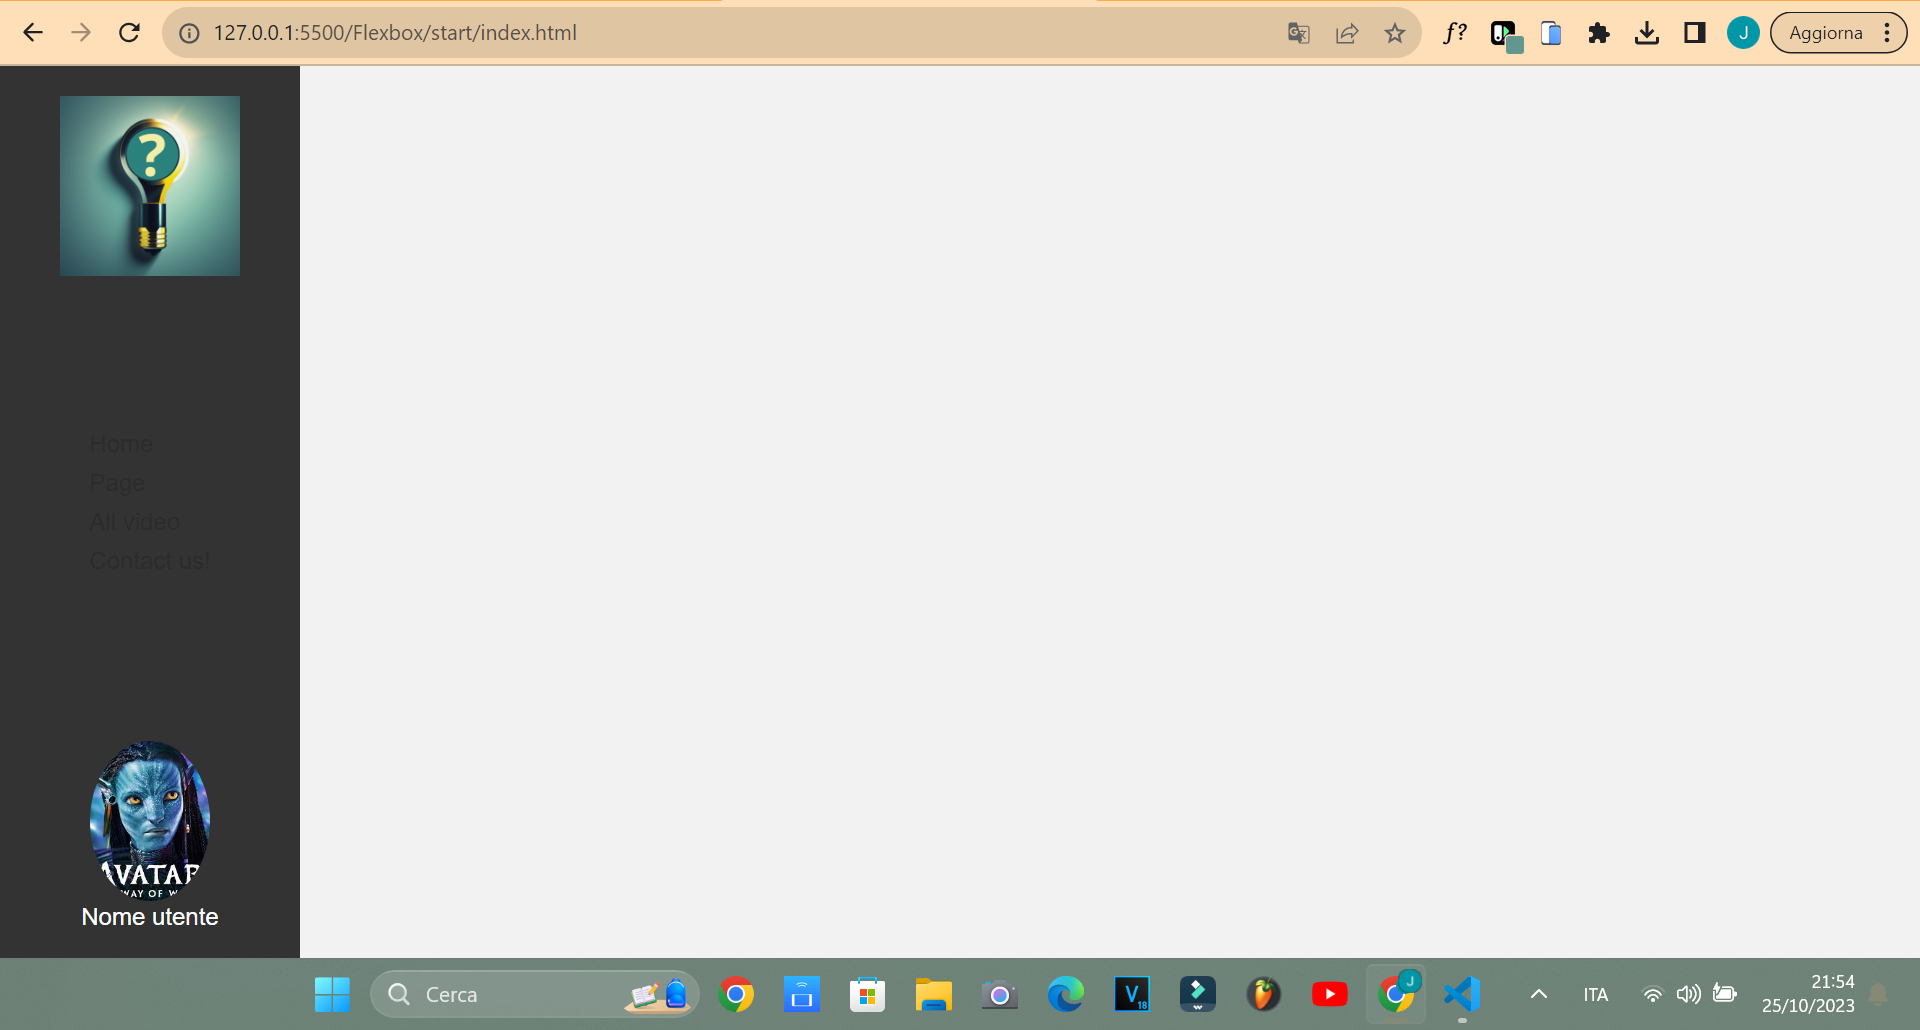 127.0.0.1:5500/Flexbox/start/index.html
f?
J
Aggiorna
?
Home
Page
All video
Contact us!
AVATAR
WAY OF W
Nome utente
Cerca
V
18
J
ITA
21:54
25/10/2023